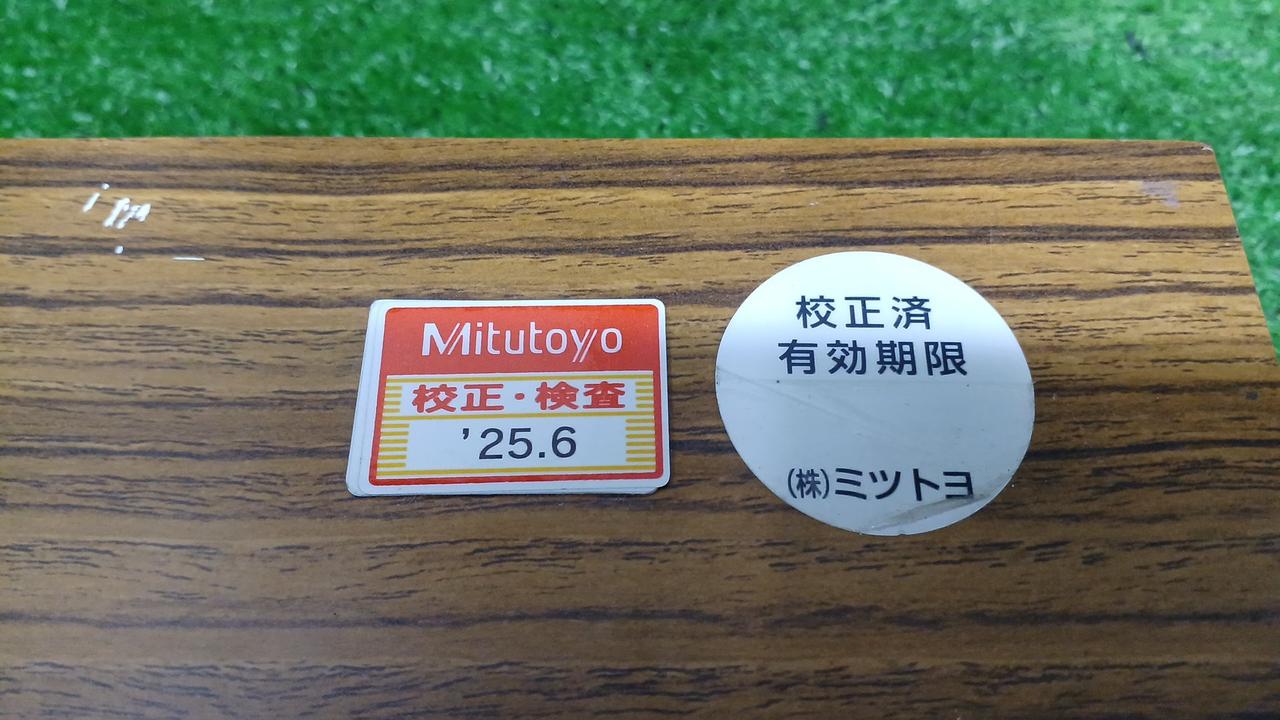 Mitutoyo
校正・検査
'25.6
校正済
有効期限
(株)ミツトヨ